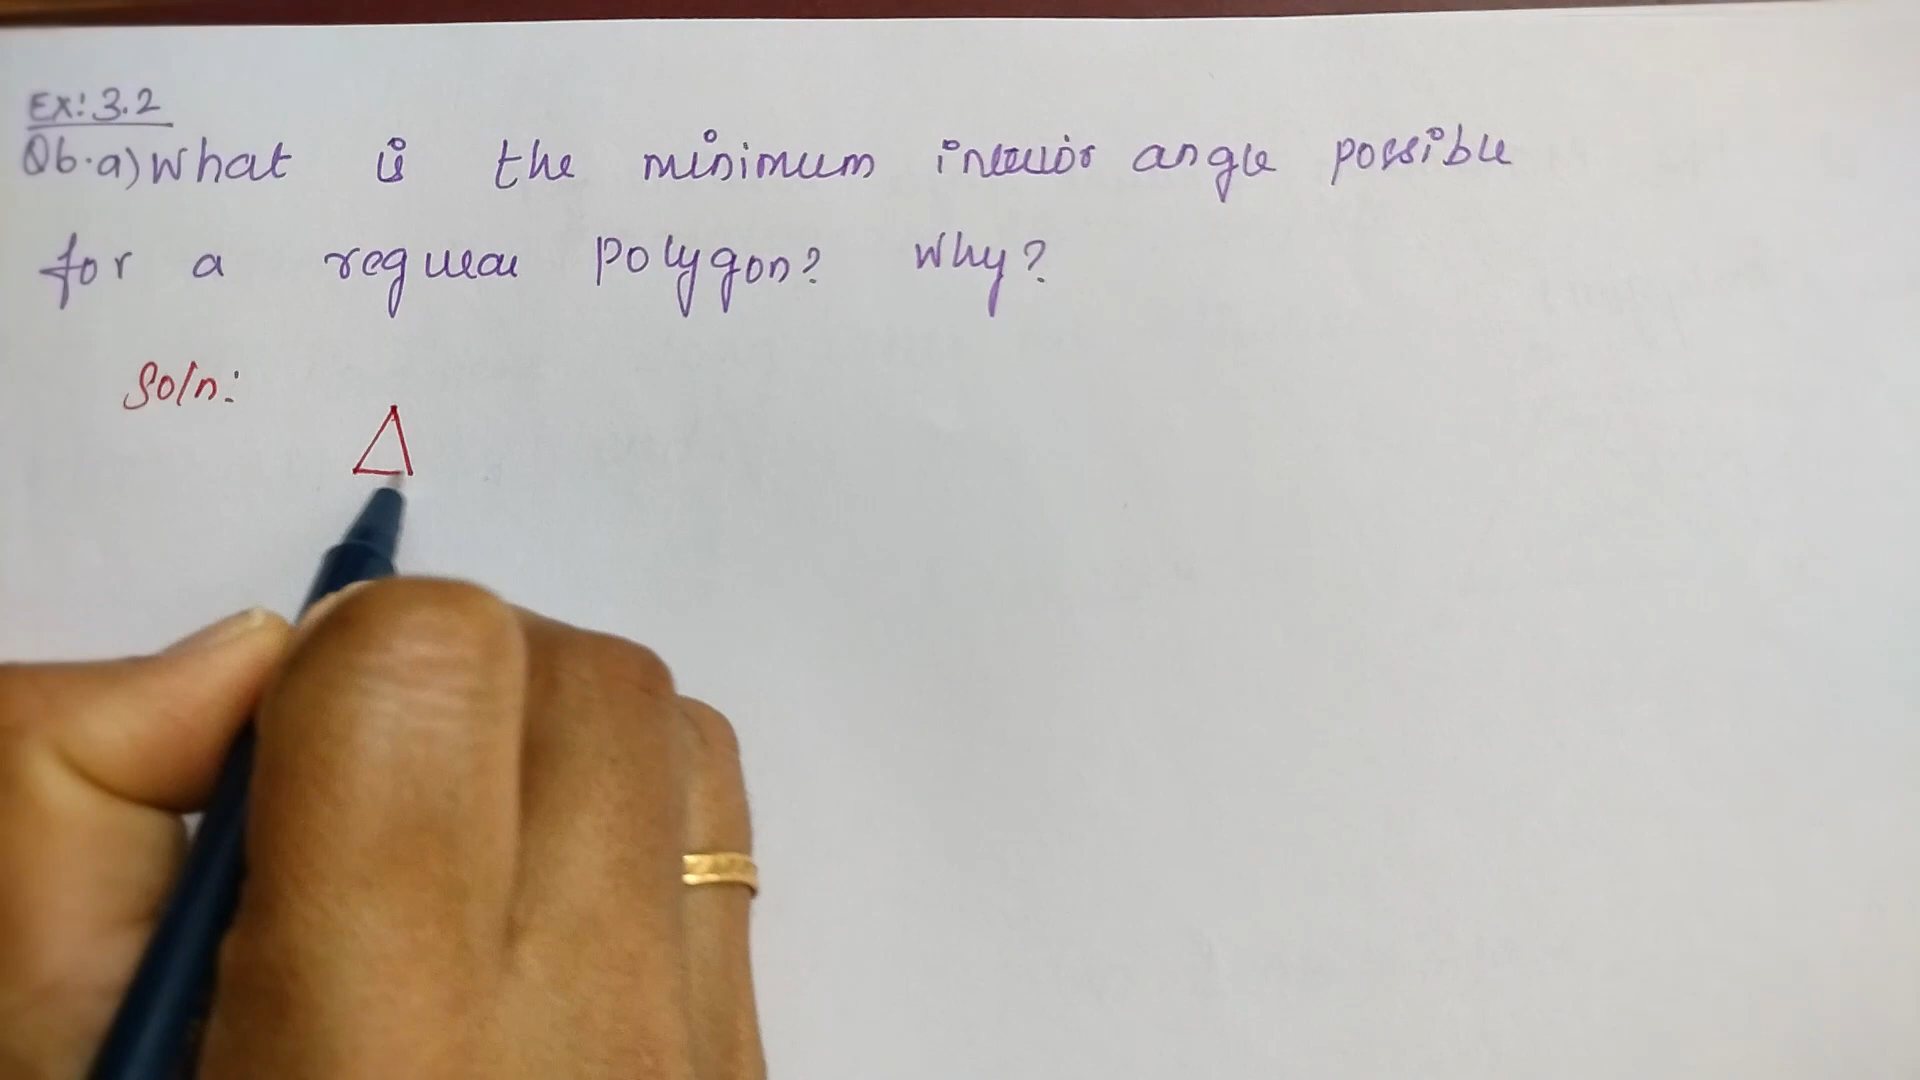 Ex: 3.2
Q6.a) What is the minimum interior angle possible
for a regular polygon? Why?
Soln: